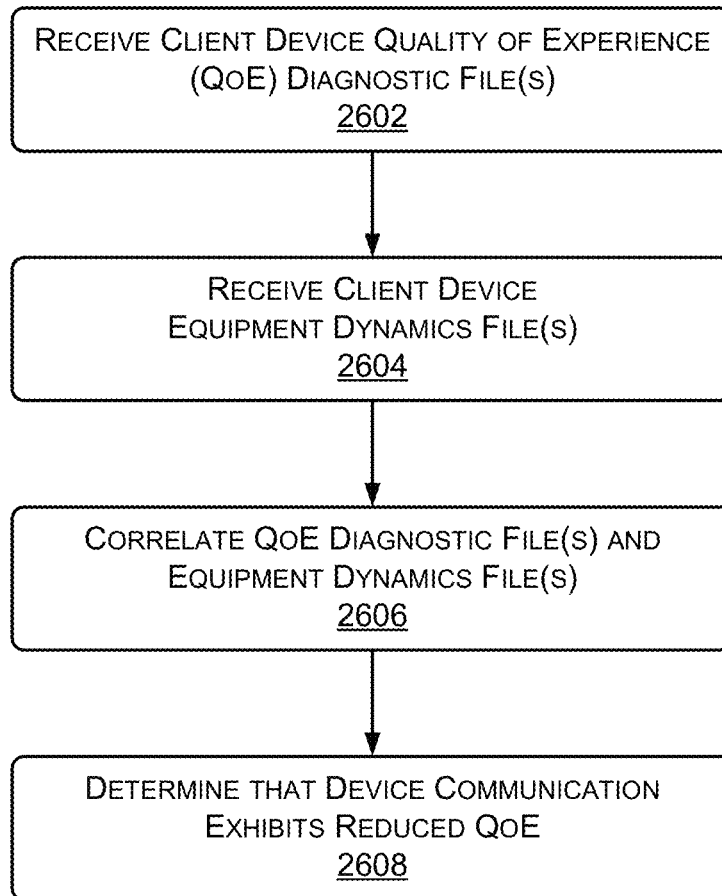 RECEIVE CLIENT DEVICE QUALITY OF EXPERIENCE
(QOE) DIAGNOSTIC FILE(S)
2602
RECEIVE CLIENT DEVICE
EQUIPMENT DYNAMICS FILE(S)
2604
CORRELATE QOE DIAGNOSTIC FILE(S) AND
EQUIPMENT DYNAMICS FILE(S)
2606
DETERMINE THAT DEVICE COMMUNICATION
EXHIBITS REDUCED QOE
2608